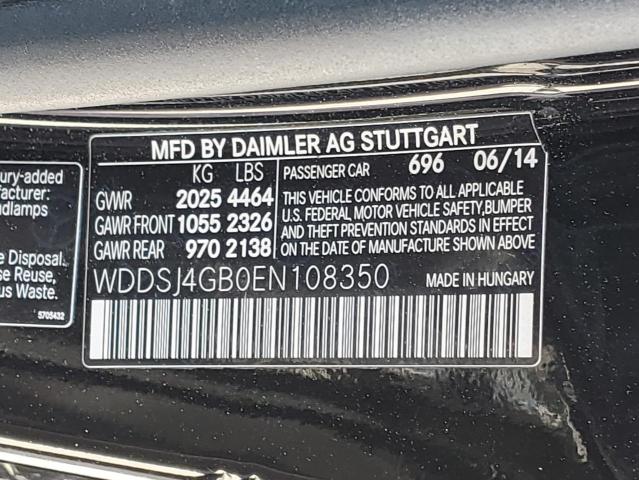 MFD BY DAIMLER AG STUTTGART
KG LBS
PASSENGER CAR 696 06/14
GVWR 2025 4464
GAWR FRONT 1055 2326
GAWR REAR 970 2138
THIS VEHICLE CONFORMS TO ALL APPLICABLE
U.S. FEDERAL MOTOR VEHICLE SAFETY, BUMPER
AND THEFT PREVENTION STANDARDS IN EFFECT
ON THE DATE OF MANUFACTURE SHOWN ABOVE.
WDDSJ4GB0EN108350
MADE IN HUNGARY
ury-added
nufacturer:
adlamps
e Disposal.
se Reuse,
us Waste.
5705432